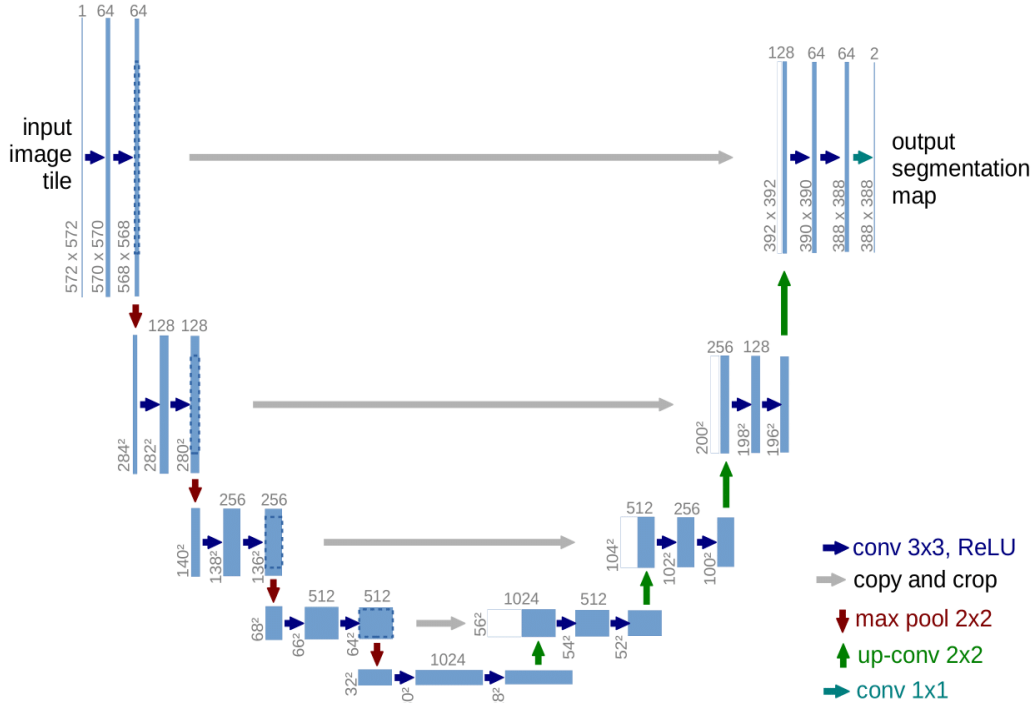 1 64 64
128 64 64 2
input
image
tile
output
segmentation
map
572 x 572
570 x 570
568 x 568
392 x 392
390 x 390
388 x 388
388 x 388
128 128
256 128
284²
282²
280²
200²
198²
196²
256 256
512 256
140²
138²
136²
104²
102²
100²
512 512
1024 512
68²
66²
64²
56²
54²
52²
1024
32²
0²
8²
conv 3x3, ReLU
copy and crop
max pool 2x2
up-conv 2x2
conv 1x1